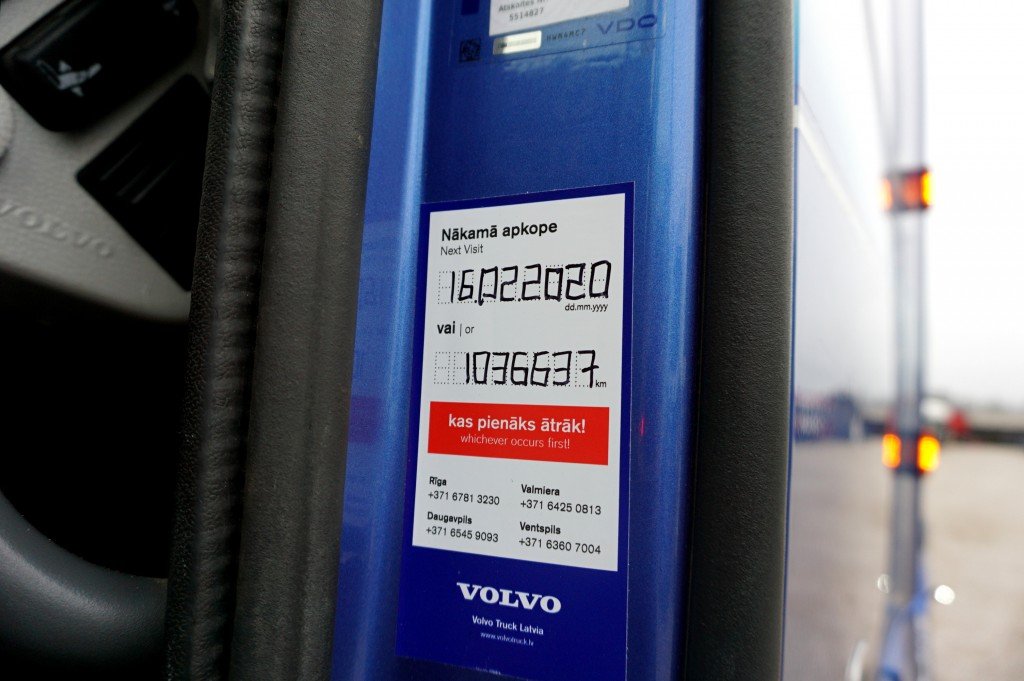 5514827
HWM4MC7 VDO
VOLVO
Nākamā apkope
Next Visit
16.02.2020
dd.mm.yyyy
vai | or
1036637 km
kas pienāks ātrāk!
whichever occurs first!
Rīga
+371 6781 3230
Valmiera
+371 6425 0813
Daugavpils
+371 6545 9093
Ventspils
+371 6360 7004
VOLVO
Volvo Truck Latvia
www.volvotruck.lv